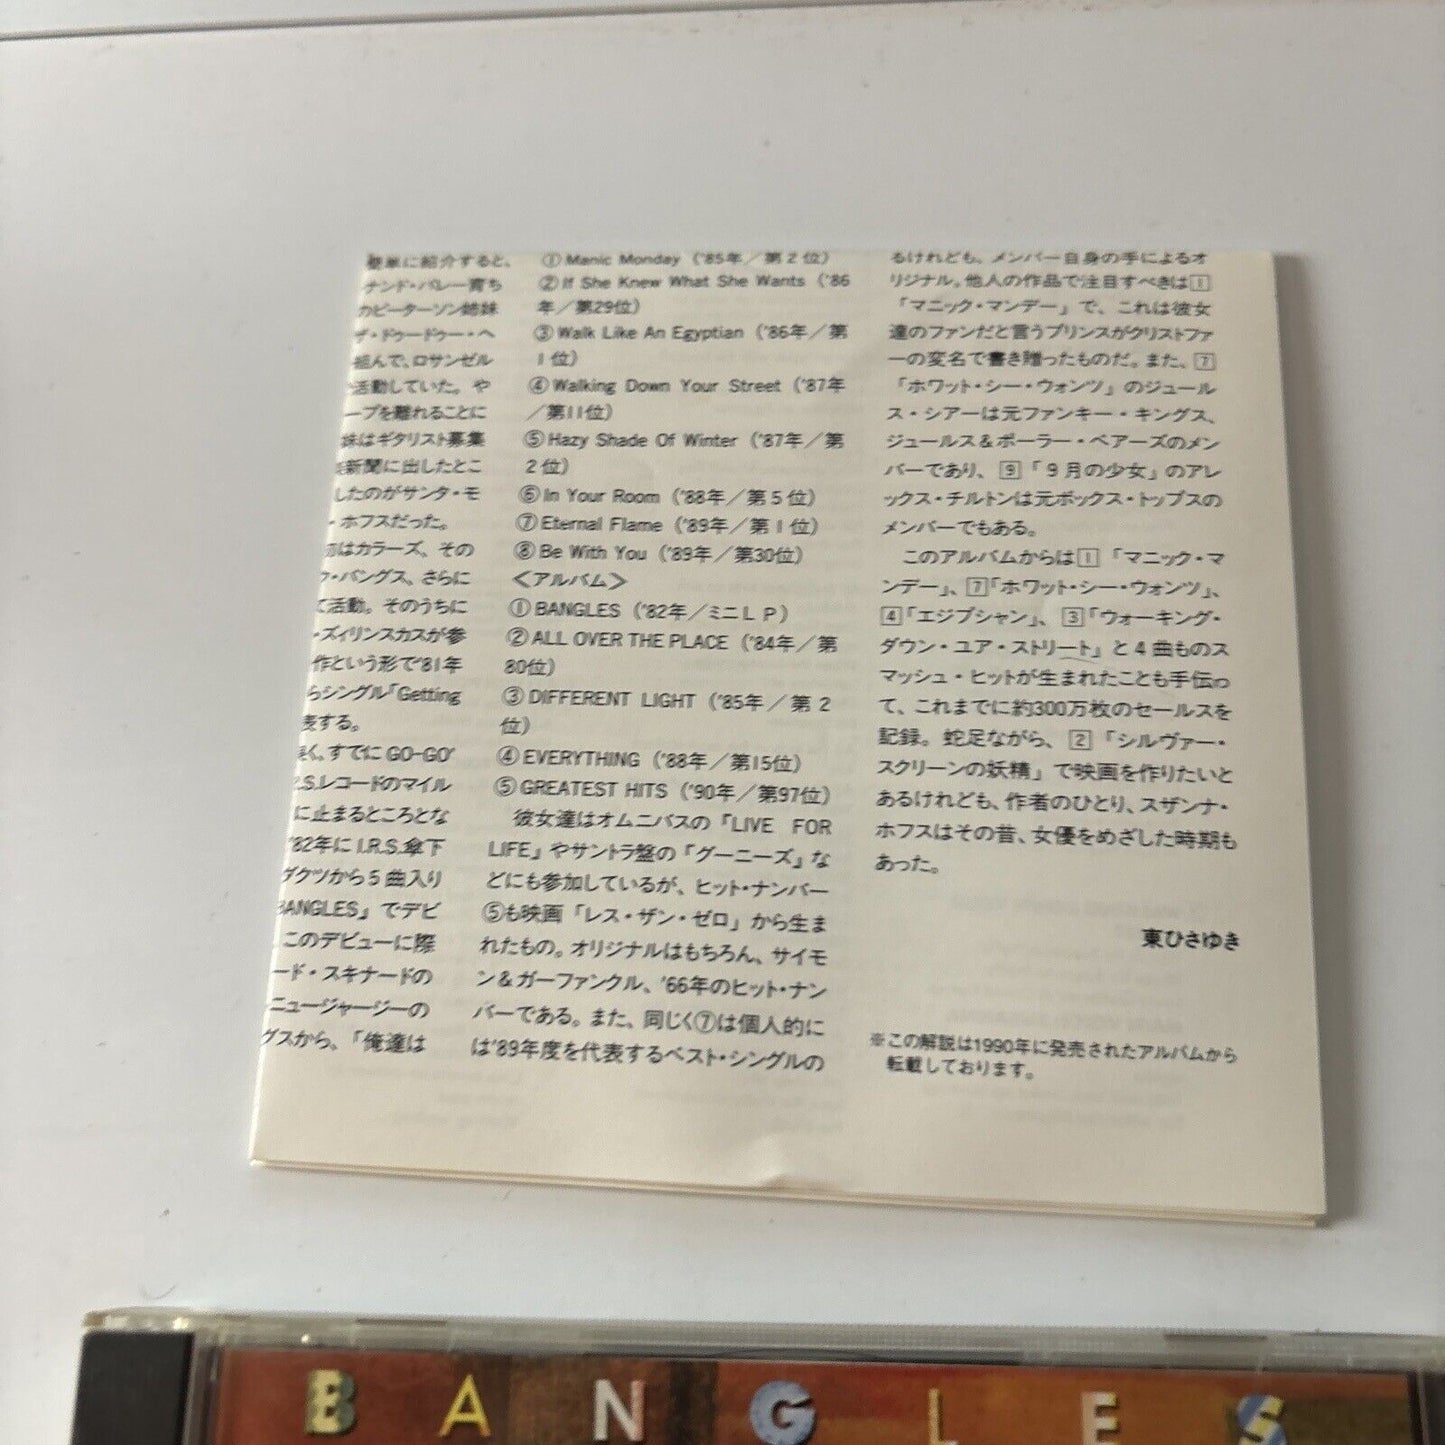 簡単に紹介すると、
ナンド・バレー育ち
のピーターソン姉妹
ザ・ドゥードゥー・ヘ
組んで、ロサンゼル
活動していた。や
ープを離れることに
妹はギタリスト募集
新聞に出したとこ
したのがサンタ・モ
・ホフスだった。
はカラーズ、その
・バングス、さらに
て活動。そのうちに
・ズィリンスカスが参
作という形で'81年
らシングル「Getting
表する。
く、すでに GO-GO'
R.S.レコードのマイル
に止まるところとな
'82年に I.R.S.傘下
ダクツから5曲入り
BANGLES」でデビ
このデビューに際
ード・スキナードの
ニュージャージーの
グスから、「俺達は
①Manic Monday（'85年／第2位）
②If She Knew What She Wants（'86
年／第29位）
③Walk Like An Egyptian（'86年／第
1位）
④Walking Down Your Street（'87年
／第11位）
⑤Hazy Shade Of Winter（'87年／第
2位）
⑥In Your Room（'88年／第5位）
⑦Eternal Flame（'89年／第1位）
⑧Be With You（'89年／第30位）
＜アルバム＞
①BANGLES（'82年／ミニLP）
②ALL OVER THE PLACE（'84年／第
80位）
③DIFFERENT LIGHT（'85年／第2
位）
④EVERYTHING（'88年／第15位）
⑤GREATEST HITS（'90年／第97位）
彼女達はオムニバスの「LIVE FOR
LIFE」やサントラ盤の「グーニーズ」な
どにも参加しているが、ヒット・ナンバー
⑤も映画「レス・ザン・ゼロ」から生ま
れたもの。オリジナルはもちろん、サイモ
ン＆ガーファンクル、'66年のヒット・ナン
バーである。また、同じく⑦は個人的に
は'89年度を代表するベスト・シングルの
るけれども、メンバー自身の手によるオ
リジナル。他人の作品で注目すべきは1
「マニック・マンデー」で、これは彼女
達のファンだと言うプリンスがクリストファ
ーの変名で書き贈ったものだ。また、7
「ホワット・シー・ウォンツ」のジュール
ス・シアーは元ファンキー・キングス、
ジュールス＆ポーラー・ベアーズのメン
バーであり、9「9月の少女」のアレ
ックス・チルトンは元ボックス・トップスの
メンバーでもある。
このアルバムからは1「マニック・マ
ンデー」、7「ホワット・シー・ウォンツ」、
4「エジプシャン」、3「ウォーキング・
ダウン・ユア・ストリート」と4曲ものス
マッシュ・ヒットが生まれたことも手伝っ
て、これまでに約300万枚のセールスを
記録。蛇足ながら、2「シルヴァー・
スクリーンの妖精」で映画を作りたいと
あるけれども、作者のひとり、スザンナ・
ホフスはその昔、女優をめざした時期も
あった。
東ひさゆき
※この解説は1990年に発売されたアルバムから
転載しております。
BANGLES